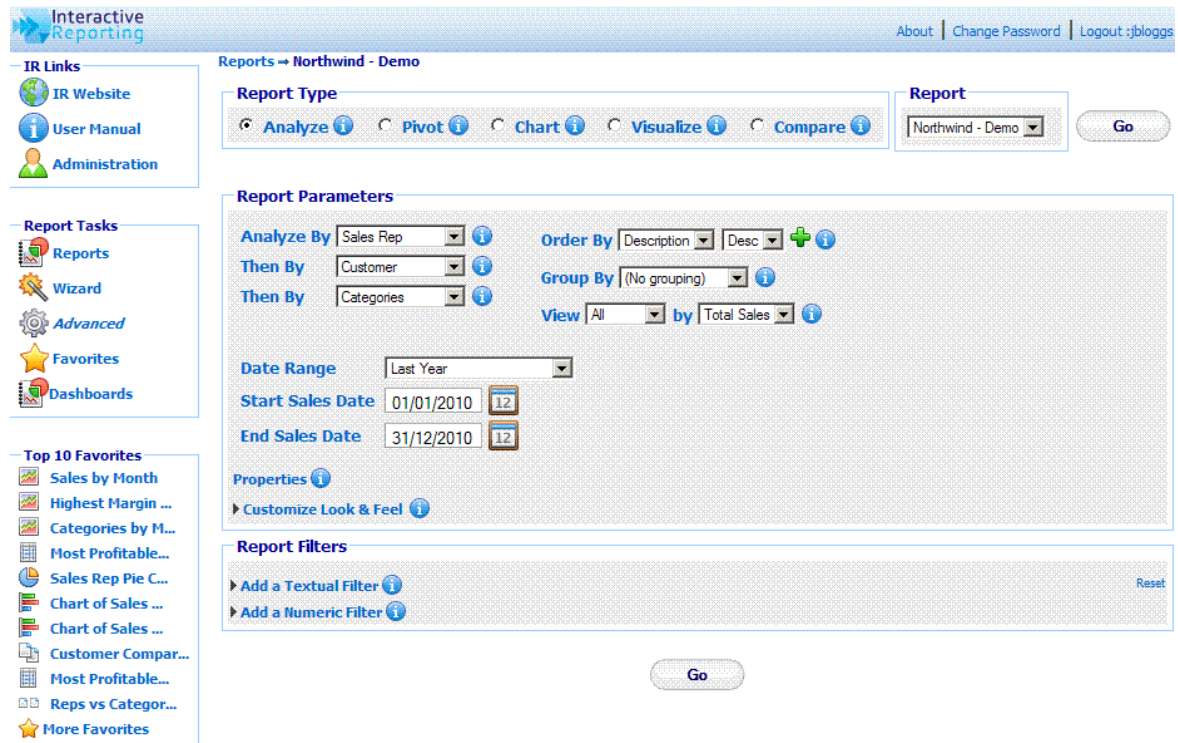 Interactive
Reporting
About | Change Password | Logout :jbloggs
IR Links
IR Website
User Manual
Administration
Report Tasks
Reports
Wizard
Advanced
Favorites
Dashboards
Top 10 Favorites
Sales by Month
Highest Margin ...
Categories by M...
Most Profitable...
Sales Rep Pie C...
Chart of Sales ...
Chart of Sales ...
Customer Compar...
Most Profitable...
Reps vs Categor...
More Favorites
Reports → Northwind - Demo
Report Type
Analyze Pivot Chart Visualize Compare
Report
Northwind - Demo
Go
Report Parameters
Analyze By Sales Rep
Then By Customer
Then By Categories
Order By Description Desc
Group By (No grouping)
View All by Total Sales
Date Range Last Year
Start Sales Date 01/01/2010 12
End Sales Date 31/12/2010 12
Properties
Customize Look & Feel
Report Filters
Add a Textual Filter
Reset
Add a Numeric Filter
Go